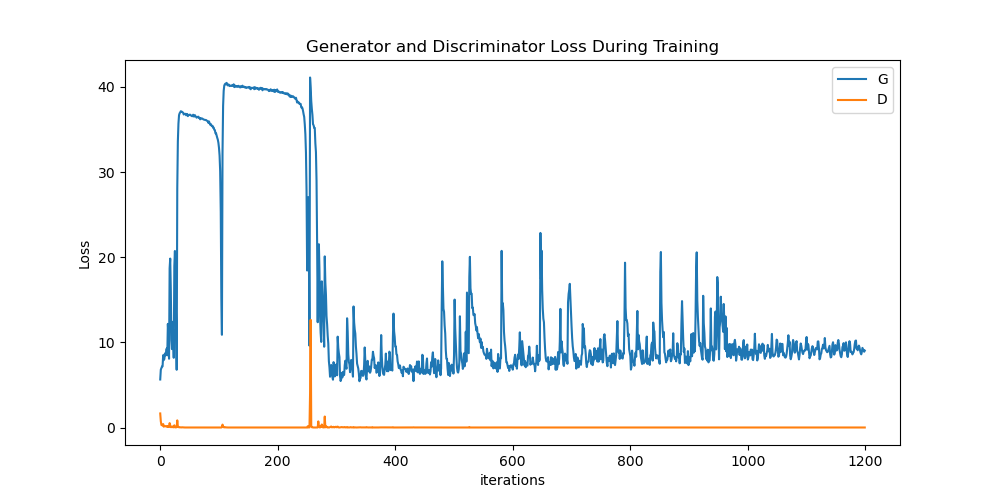 Generator and Discriminator Loss During Training
G
D
40
30
20
10
0
Loss
0 200 400 600 800 1000 1200
iterations